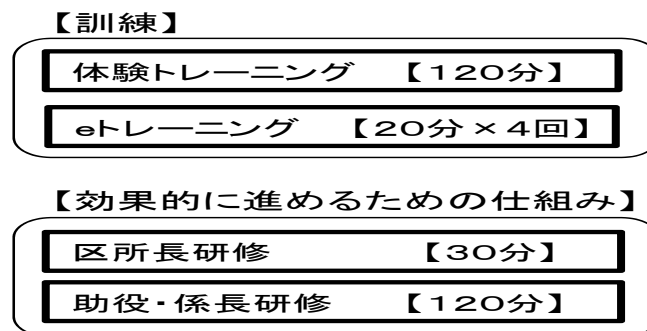 【訓練】
体験トレーニング 【120分】
eトレーニング 【20分×4回】
【効果的に進めるための仕組み】
区所長研修 【30分】
助役・係長研修 【120分】